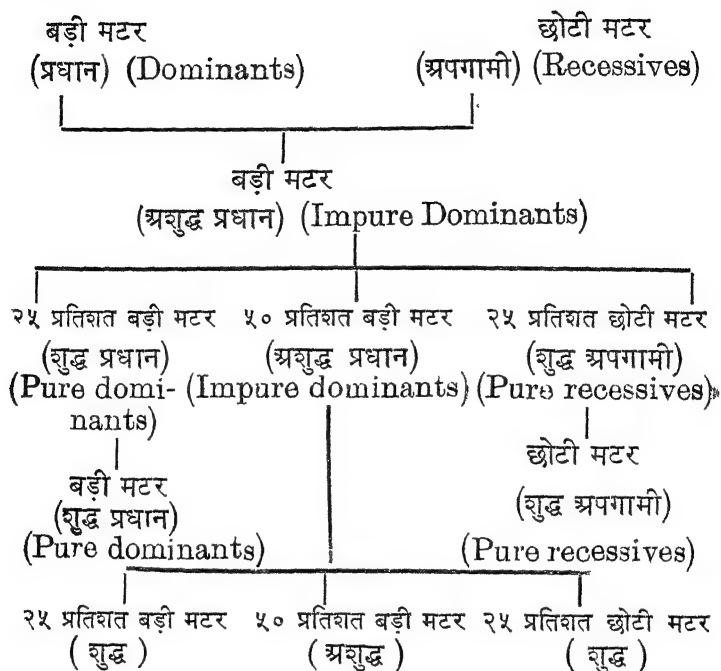 बड़ी मटर छोटी मटर
(प्रधान) (Dominants) (अपगामी) (Recessives)
बड़ी मटर
(अशुद्ध प्रधान) (Impure Dominants)
२५ प्रतिशत बड़ी मटर ५० प्रतिशत बड़ी मटर २५ प्रतिशत छोटी मटर
(शुद्ध प्रधान) (अशुद्ध प्रधान) (शुद्ध अपगामी)
(Pure domi- (Impure dominants) (Pure recessives)
nants)
छोटी मटर
बड़ी मटर
(शुद्ध प्रधान) (शुद्ध अपगामी)
(Pure dominants) (Pure recessives)
२५ प्रतिशत बड़ी मटर ५० प्रतिशत बड़ी मटर २५ प्रतिशत छोटी मटर
( शुद्ध ) ( अशुद्ध ) ( शुद्ध )